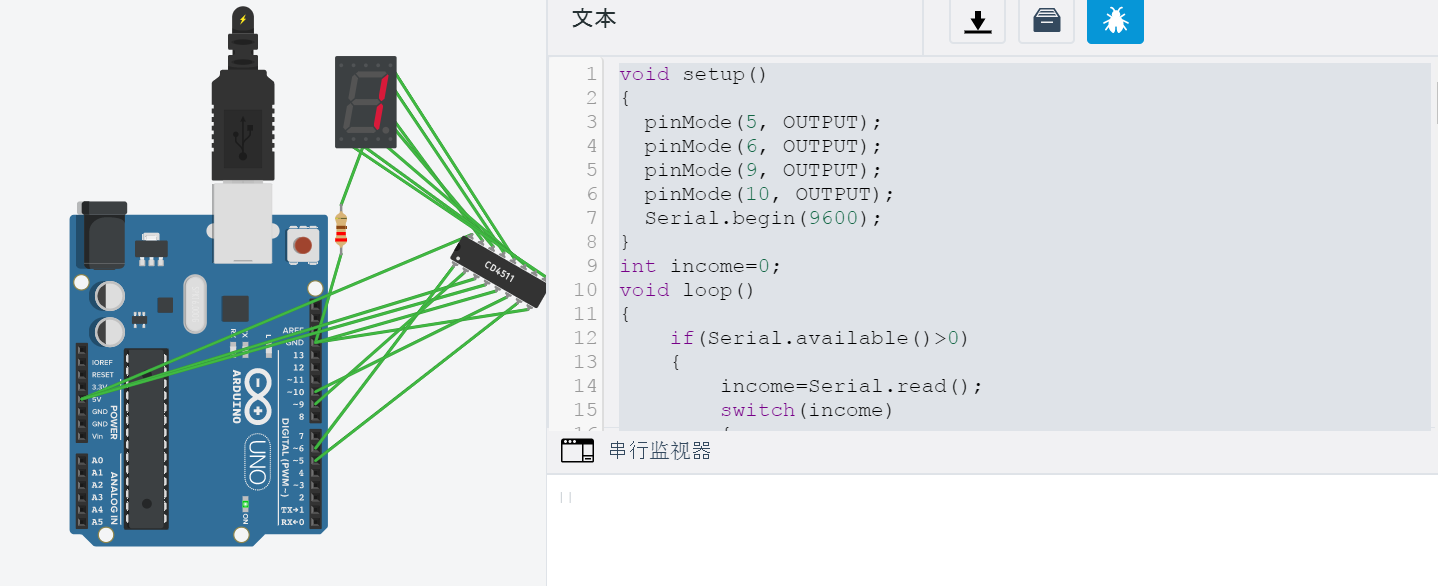 文本
1 void setup()
2 {
3 pinMode(5, OUTPUT);
4 pinMode(6, OUTPUT);
5 pinMode(9, OUTPUT);
6 pinMode(10, OUTPUT);
7 Serial.begin(9600);
8 }
9 int income=0;
10 void loop()
11 {
12 if(Serial.available()>0)
13 {
14 income=Serial.read();
15 switch(income)
串行监视器
CD4511
AREF
GND
13
12
~11
~10
~9
8
7
~6
~5
4
~3
2
TX→1
RX←0
DIGITAL (PWM~)
IOREF
RESET
3.3V
5V
GND
GND
Vin
POWER
A0
A1
A2
A3
A4
A5
ANALOG IN
ARDUINO
UNO
L
ON